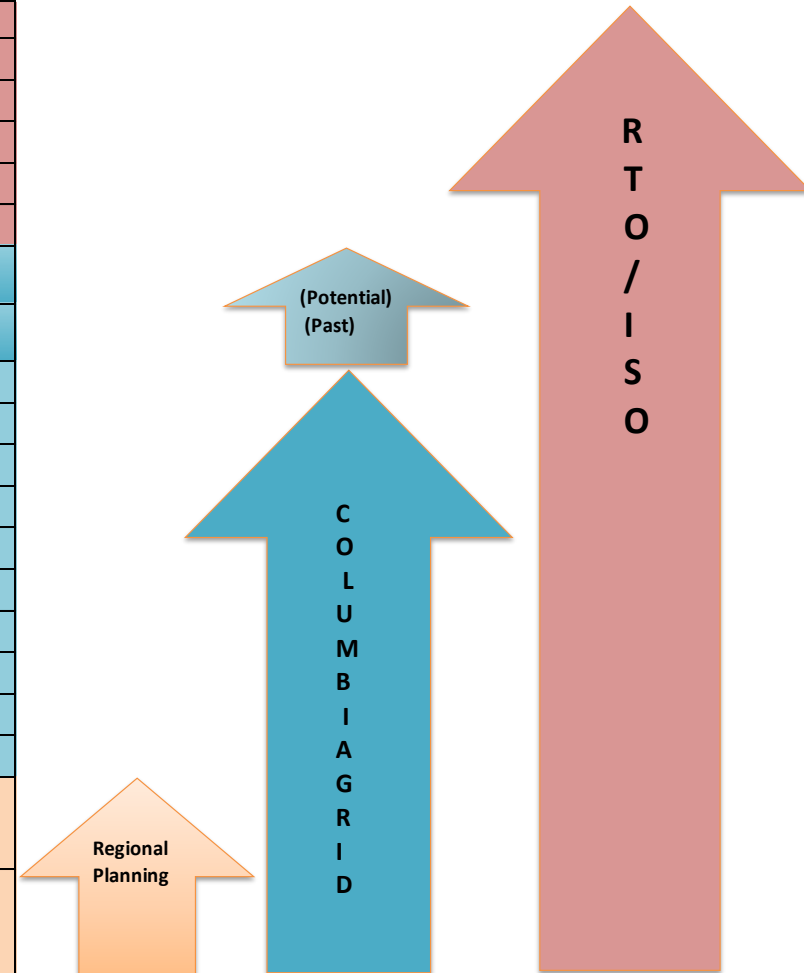 R
T
O
/
I
S
O
(Potential)
(Past)
C
O
L
U
M
B
I
A
G
R
I
D
Regional
Planning